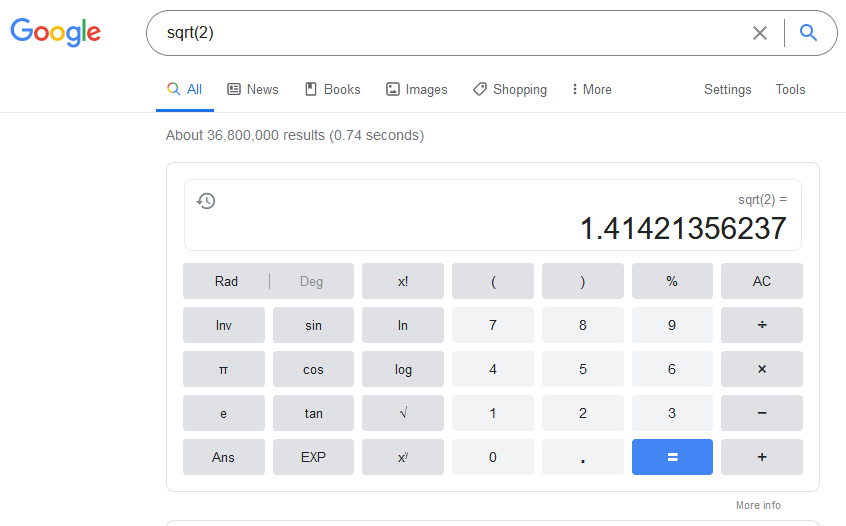 Google
sqrt(2)
All News Books Images Shopping More Settings Tools
About 36,800,000 results (0.74 seconds)
sqrt(2) =
1.41421356237
Rad Deg x! ( ) % AC
Inv sin ln 7 8 9 ÷
π cos log 4 5 6 ×
e tan √ 1 2 3 −
Ans EXP xʸ 0 . = +
More info